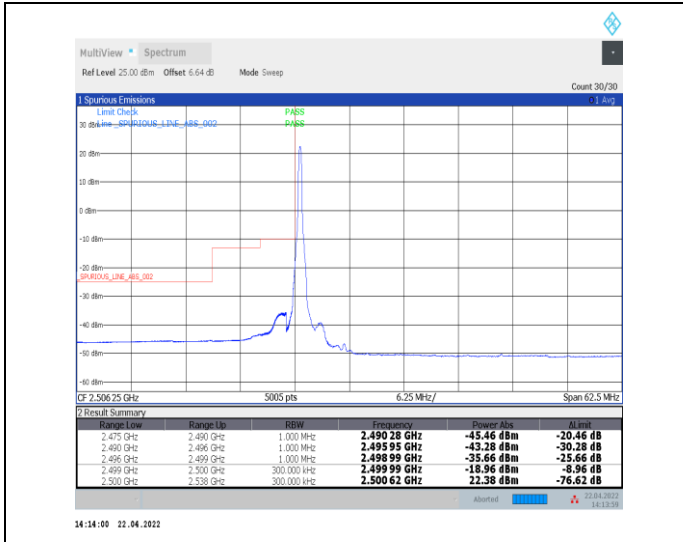 MultiView Spectrum
Ref Level 25.00 dBm Offset 6.64 dB Mode Sweep
Count 30/30
1 Spurious Emissions 1 Avg
Limit Check PASS
30 dBm Line _SPURIOUS_LINE_ABS_002 PASS
20 dBm
10 dBm
0 dBm
-10 dBm
-20 dBm
_SPURIOUS_LINE_ABS_002
-30 dBm
-40 dBm
-50 dBm
-60 dBm
CF 2.506 25 GHz 5005 pts 6.25 MHz/ Span 62.5 MHz
2 Result Summary
Range Low Range Up RBW Frequency Power Abs ΔLimit
2.475 GHz 2.490 GHz 1.000 MHz 2.490 28 GHz -45.46 dBm -20.46 dB
2.490 GHz 2.496 GHz 1.000 MHz 2.495 95 GHz -43.28 dBm -30.28 dB
2.496 GHz 2.499 GHz 1.000 MHz 2.498 99 GHz -35.66 dBm -25.66 dB
2.499 GHz 2.500 GHz 300.000 kHz 2.499 99 GHz -18.96 dBm -8.96 dB
2.500 GHz 2.538 GHz 300.000 kHz 2.500 62 GHz 22.38 dBm -76.62 dB
Aborted 22.04.2022
14:13:59
14:14:00 22.04.2022